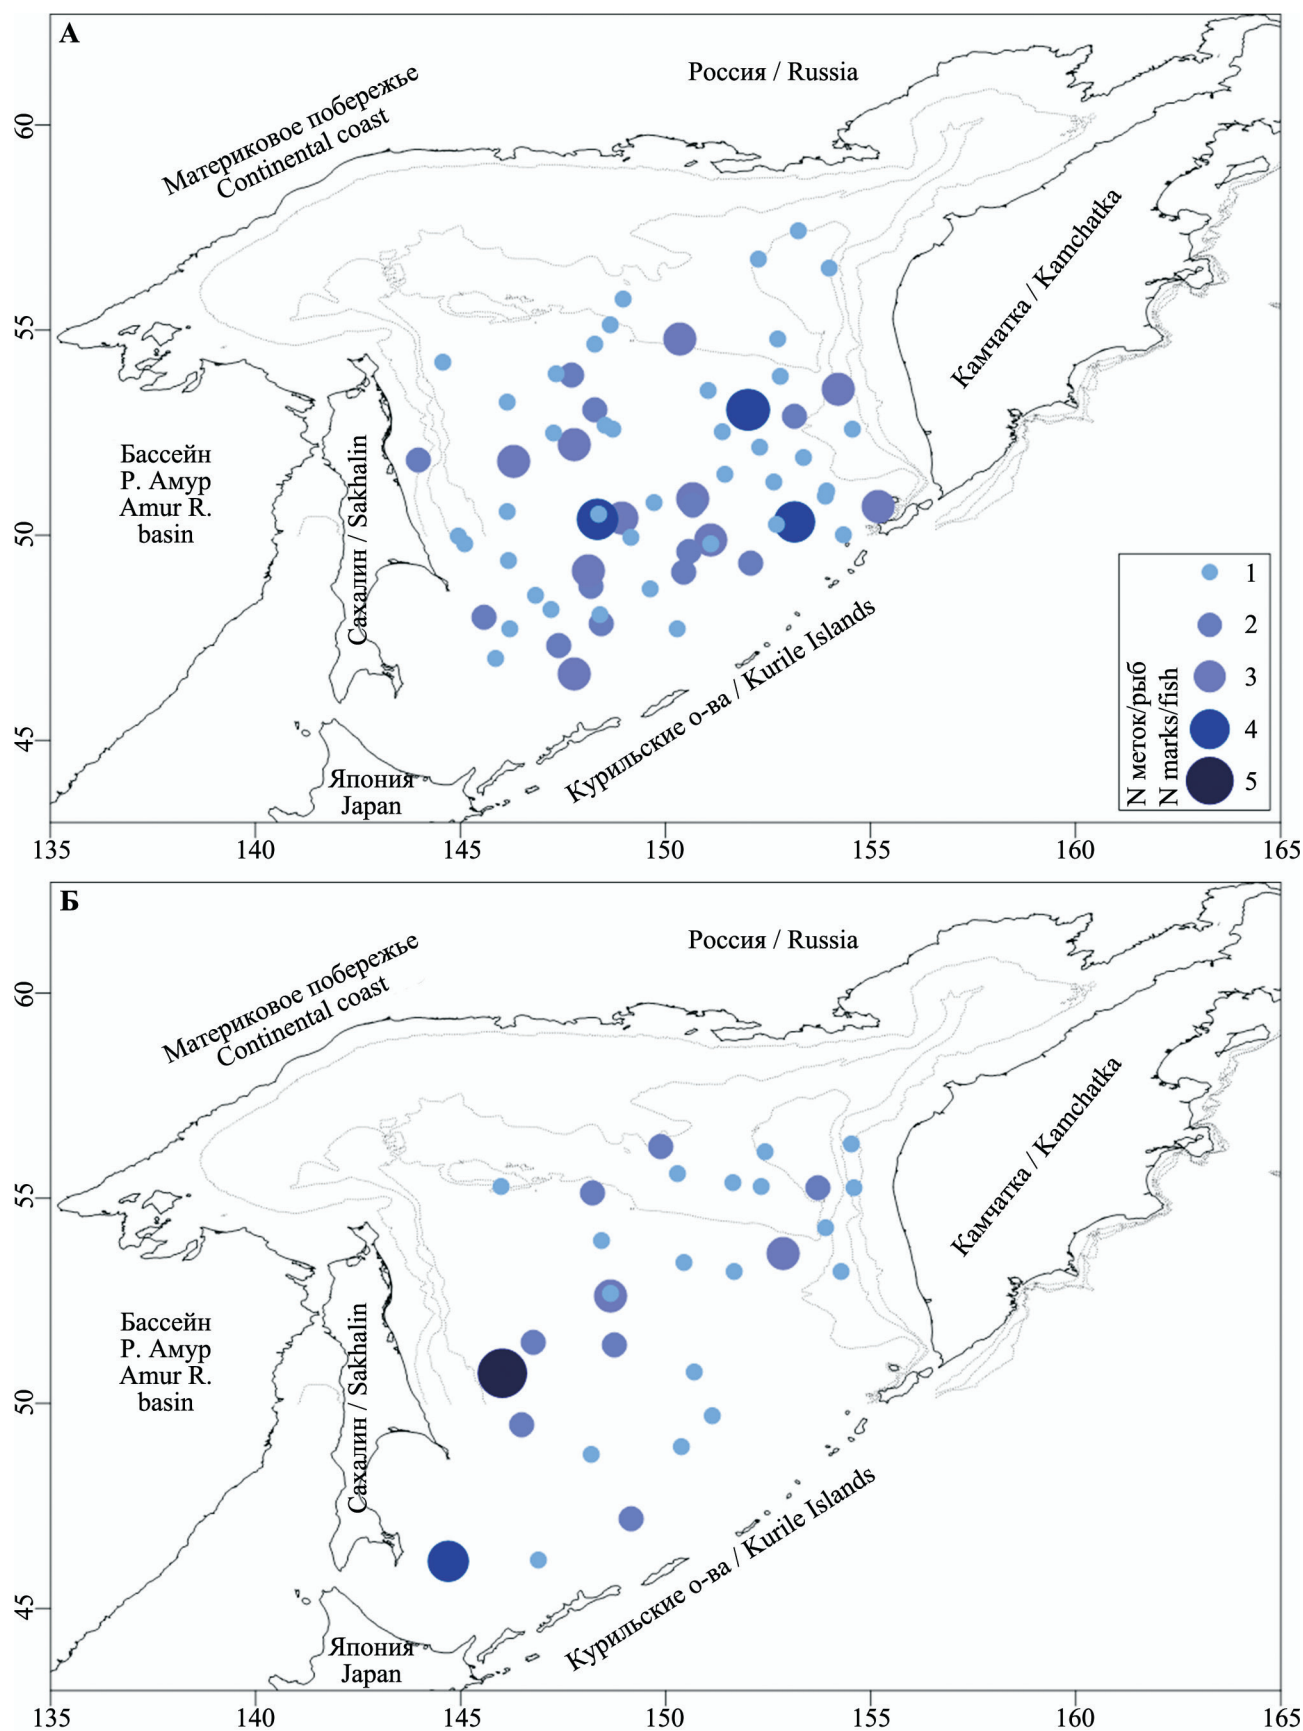 А
Россия / Russia
Материковое побережье
Continental coast
60
55
50
45
Камчатка / Kamchatka
Бассейн
Р. Амур
Amur R.
basin
Сахалин / Sakhalin
Курильские о-ва / Kurile Islands
Япония
Japan
N меток/рыб
N marks/fish
1
2
3
4
5
135
140
145
150
155
160
165
Б
Россия / Russia
Материковое побережье
Continental coast
60
55
50
45
Камчатка / Kamchatka
Бассейн
Р. Амур
Amur R.
basin
Сахалин / Sakhalin
Курильские о-ва / Kurile Islands
Япония
Japan
135
140
145
150
155
160
165